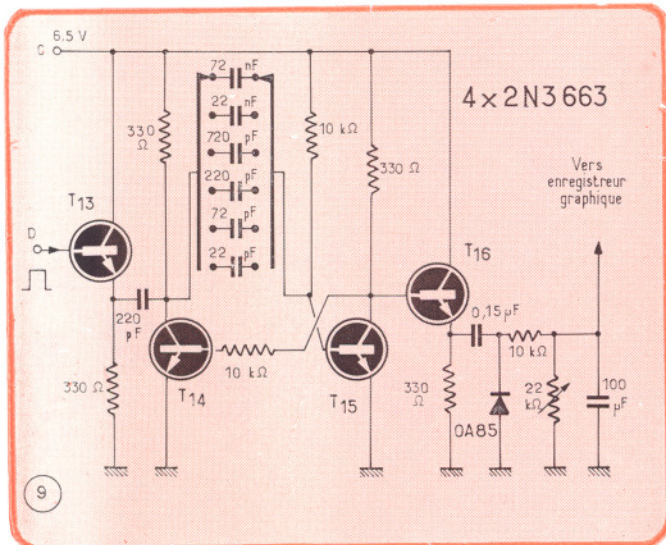 C 6,5 V
72 nF
22 nF
720 pF
220 pF
72 pF
22 pF
330 Ω
10 kΩ
330 Ω
4 x 2N3663
Vers
enregistreur
graphique
T13
D
T16
220 pF
0,15 µF
10 kΩ
330 Ω
T14
10 kΩ
T15
330 Ω
OA85
22 kΩ
100 µF
9